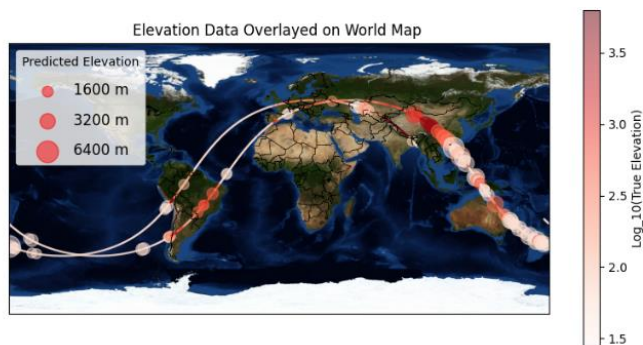 Elevation Data Overlayed on World Map
Predicted Elevation
1600 m
3200 m
6400 m
3.5
3.0
2.5
2.0
1.5
Log_10(True Elevation)